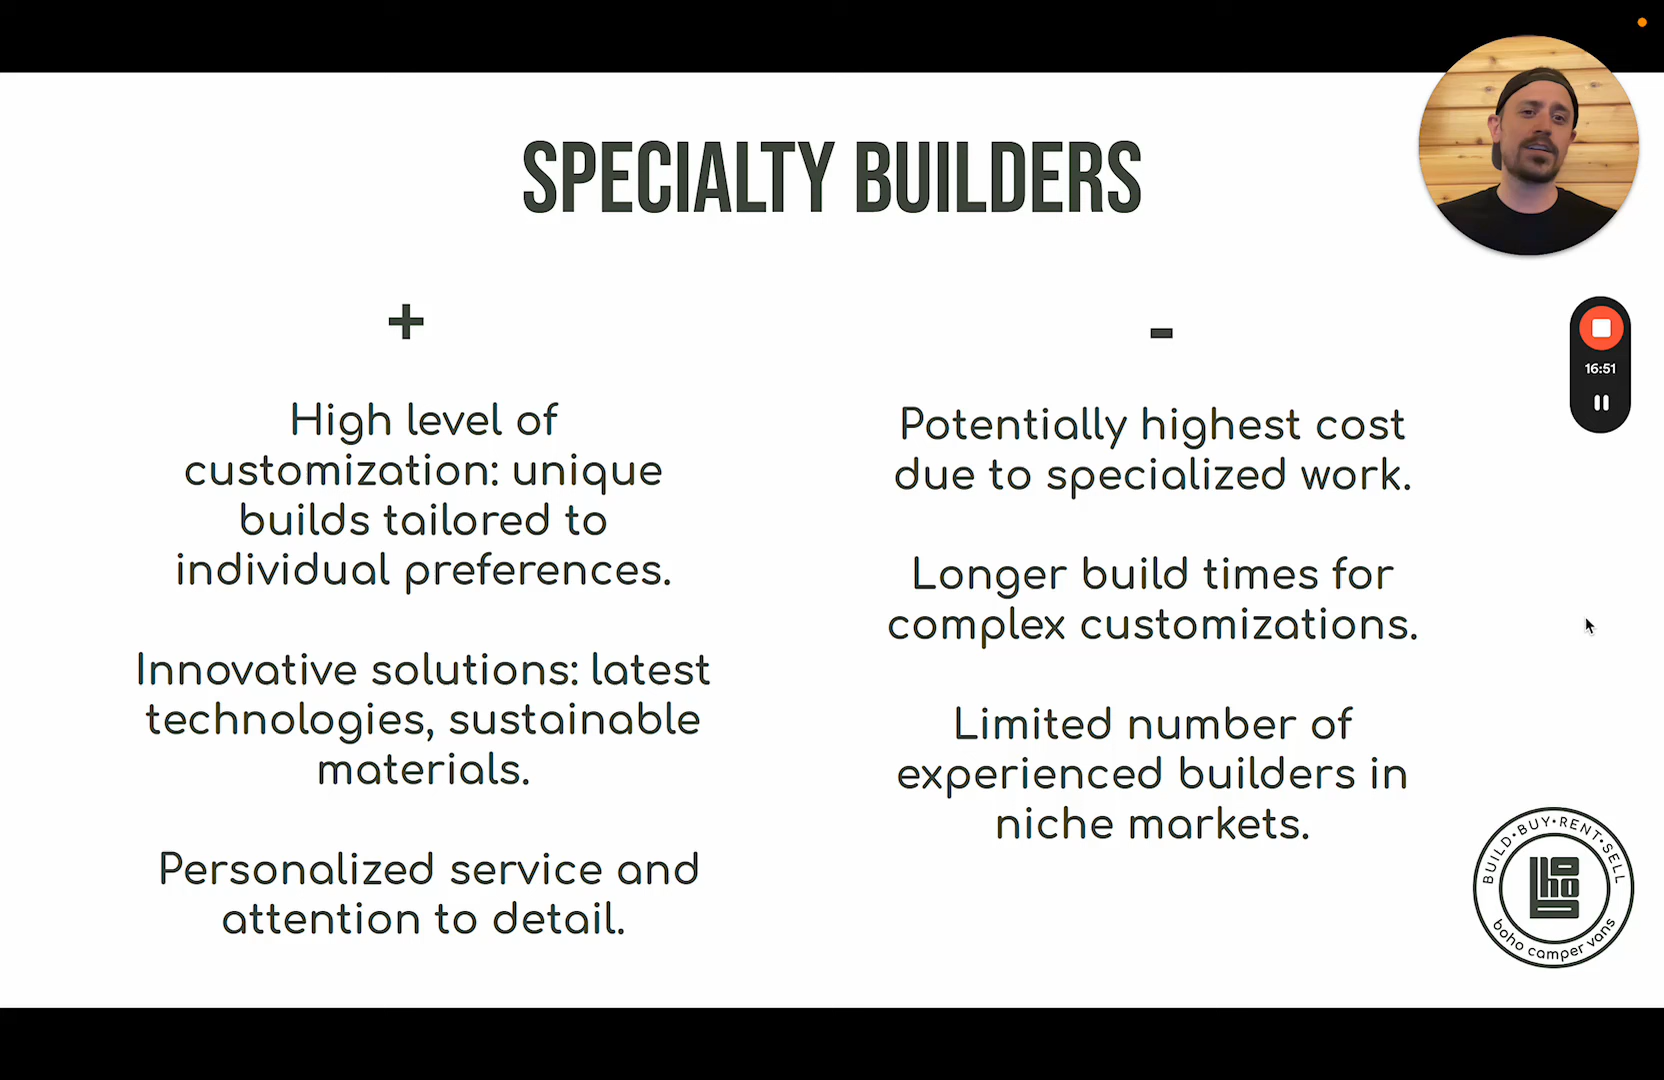 SPECIALTY BUILDERS
+
High level of
customization: unique
builds tailored to
individual preferences.
Innovative solutions: latest
technologies, sustainable
materials.
Personalized service and
attention to detail.
-
Potentially highest cost
due to specialized work.
Longer build times for
complex customizations.
Limited number of
experienced builders in
niche markets.
16:51
BUILD•BUY•RENT•SELL
boho
boho camper vans